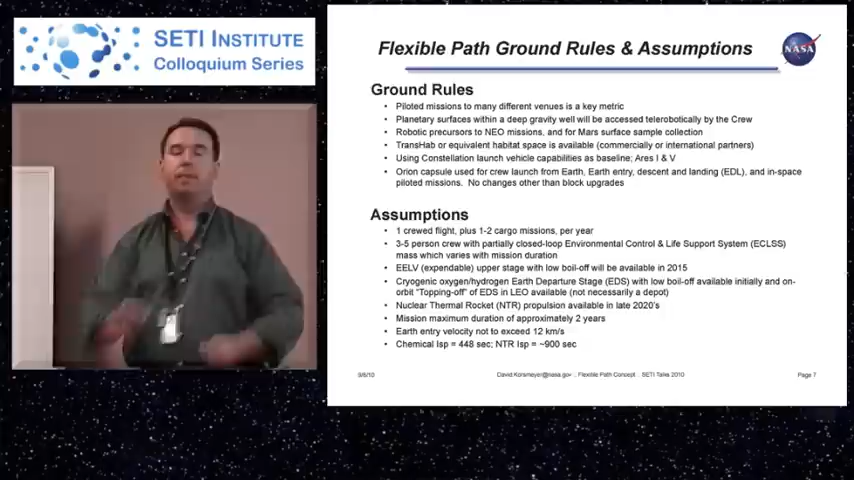 SETI INSTITUTE
Colloquium Series
Flexible Path Ground Rules & Assumptions
NASA
Ground Rules
• Piloted missions to many different venues is a key metric
• Planetary surfaces within a deep gravity well will be accessed telerobotically by the Crew
• Robotic precursors to NEO missions, and for Mars surface sample collection
• TransHab or equivalent habitat space is available (commercially or international partners)
• Using Constellation launch vehicle capabilities as baseline; Ares I & V
• Orion capsule used for crew launch from Earth, Earth entry, descent and landing (EDL), and in-space
piloted missions. No changes other than block upgrades
Assumptions
• 1 crewed flight, plus 1-2 cargo missions, per year
• 3-5 person crew with partially closed-loop Environmental Control & Life Support System (ECLSS)
mass which varies with mission duration
• EELV (expendable) upper stage with low boil-off will be available in 2015
• Cryogenic oxygen/hydrogen Earth Departure Stage (EDS) with low boil-off available initially and on-
orbit "Topping-off" of EDS in LEO available (not necessarily a depot)
• Nuclear Thermal Rocket (NTR) propulsion available in late 2020's
• Mission maximum duration of approximately 2 years
• Earth entry velocity not to exceed 12 km/s
• Chemical Isp = 448 sec; NTR Isp = ~900 sec
9/6/10 David.Korsmeyer@nasa.gov .. Flexible Path Concept .. SETI Talks 2010 Page 7